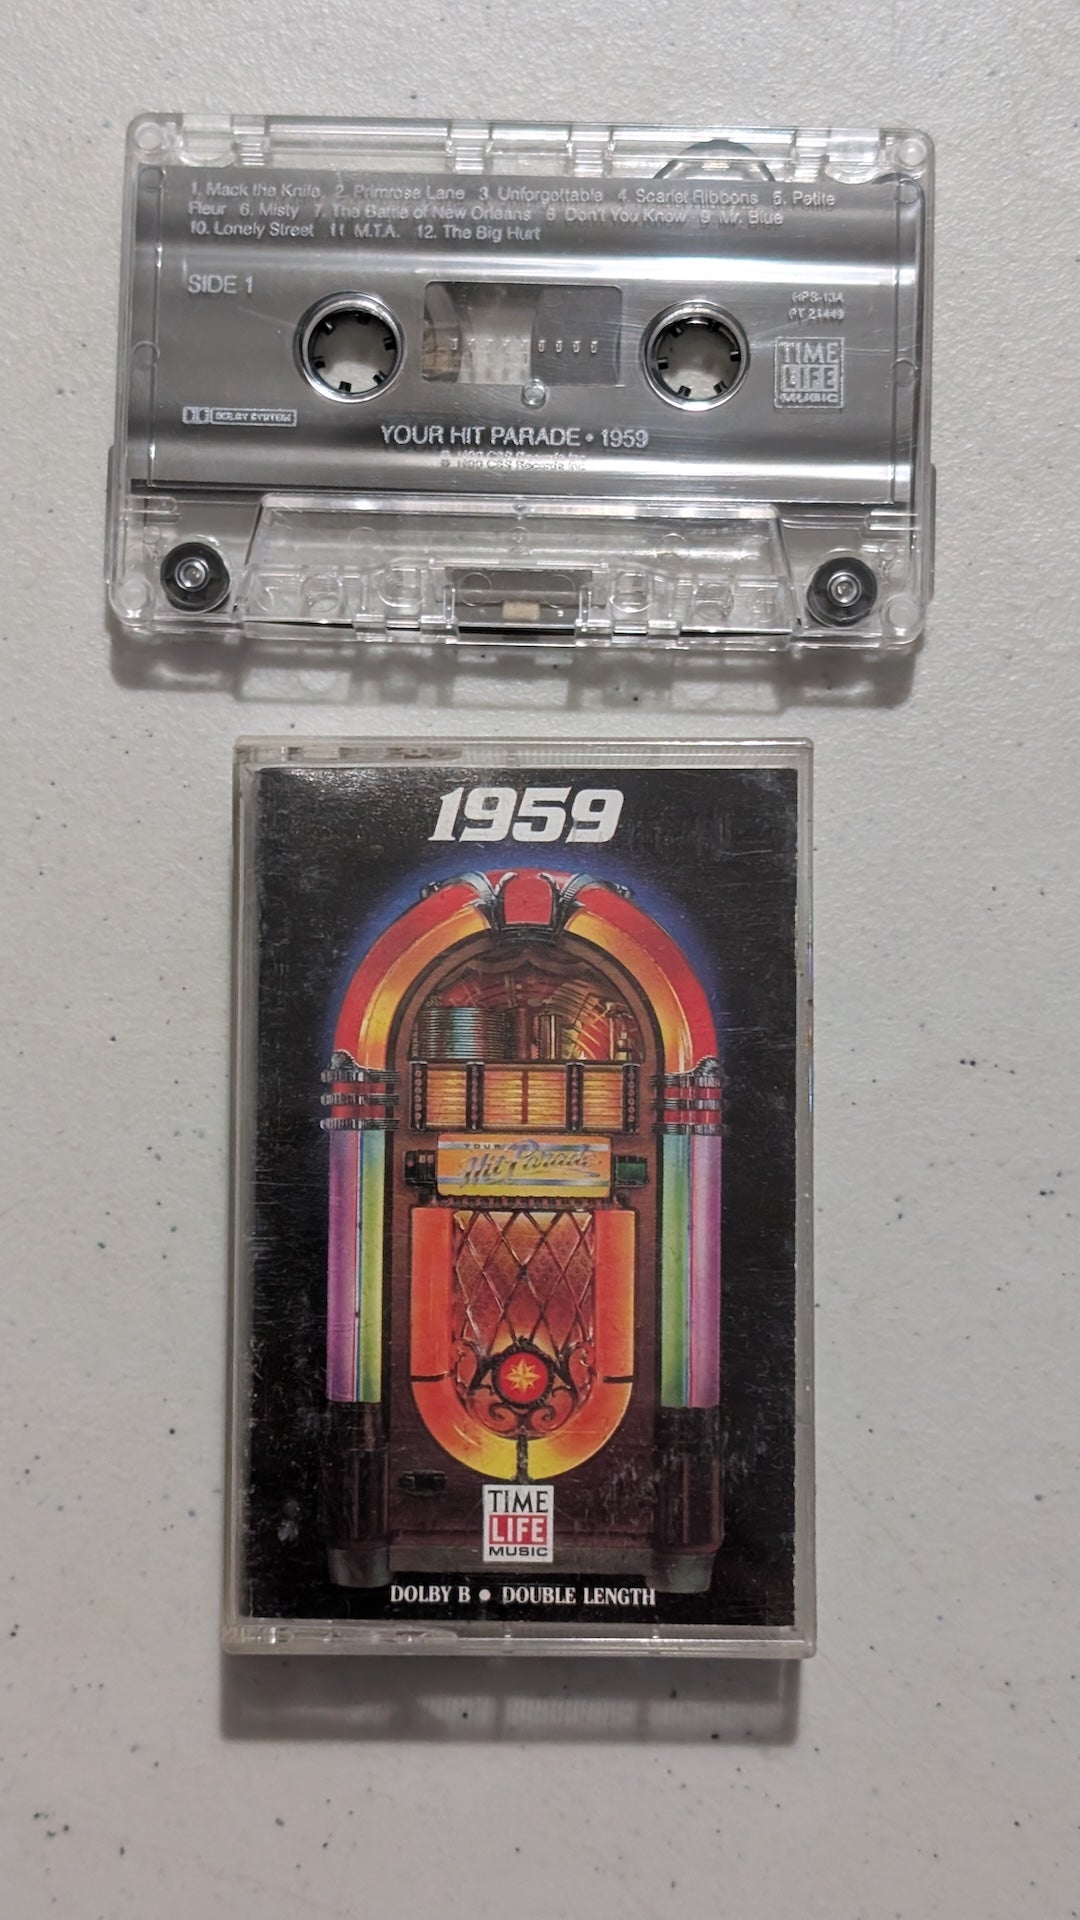 1. Mack the Knife 2. Primrose Lane 3. Unforgettable 4. Scarlet Ribbons 5. Petite
Fleur 6. Misty 7. The Battle of New Orleans 8. Don't You Know 9. Mr. Blue
10. Lonely Street 11. M.T.A. 12. The Big Hurt
SIDE 1
HPS-13A
PT 21449
TIME
LIFE
MUSIC
DOLBY SYSTEM
YOUR HIT PARADE • 1959
1959
YOUR
Hit Parade
TIME
LIFE
MUSIC
DOLBY B • DOUBLE LENGTH